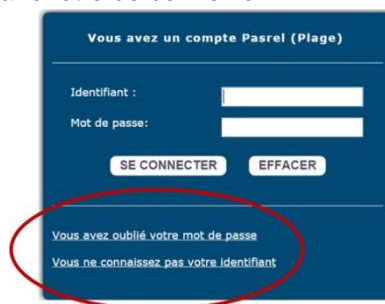 Vous avez un compte Pasrel (Plage)
Identifiant :
Mot de passe:
SE CONNECTER EFFACER
Vous avez oublié votre mot de passe
Vous ne connaissez pas votre identifiant